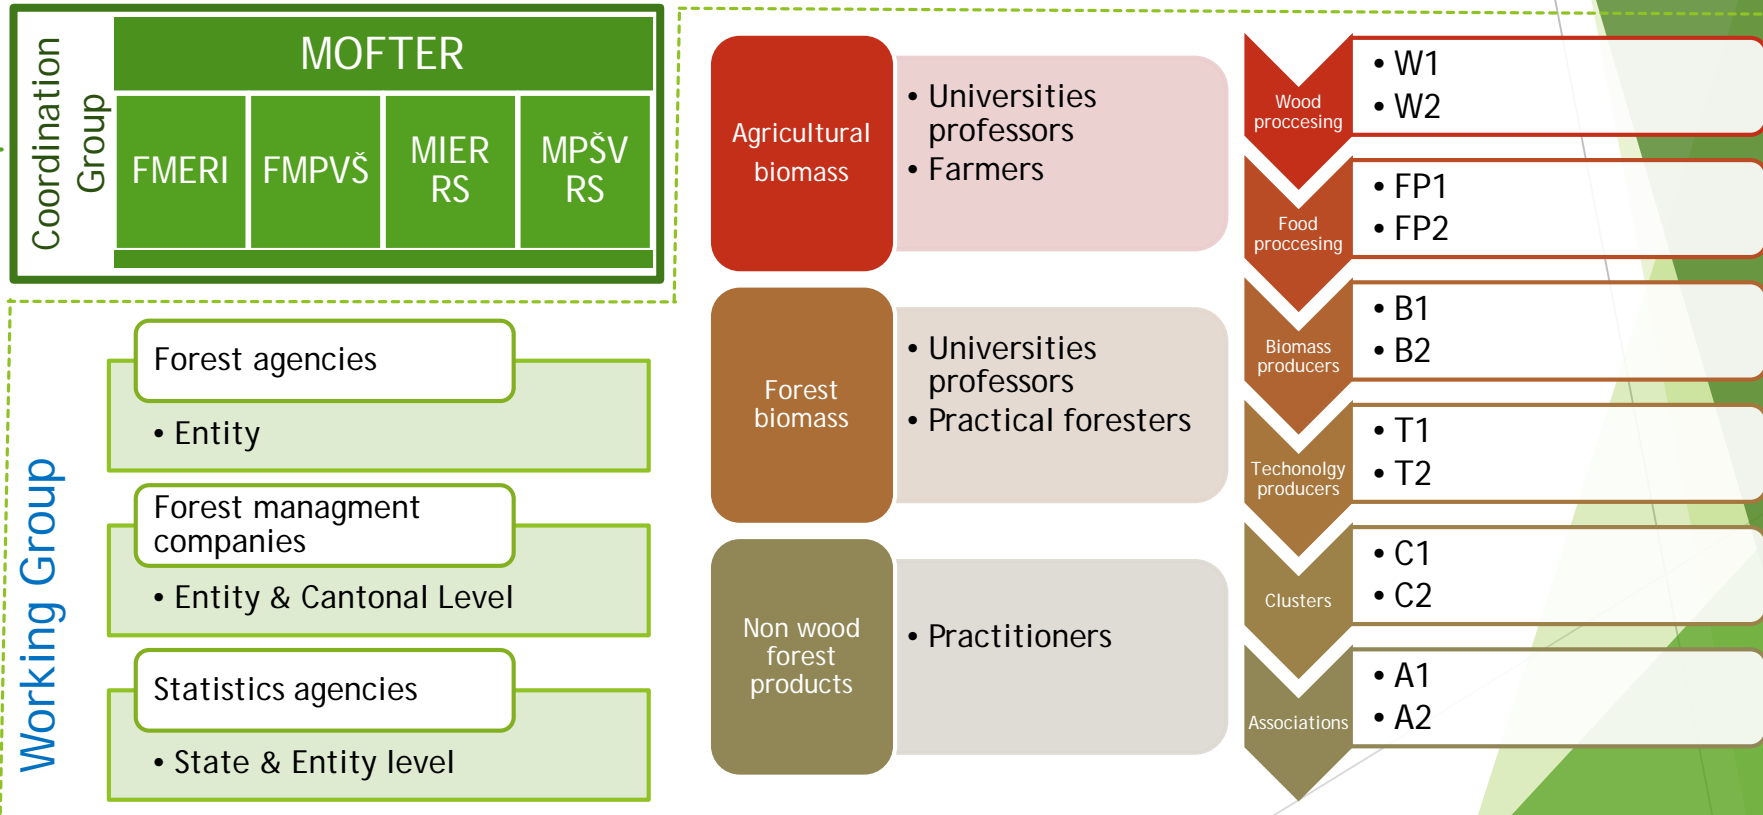 Coordination
Group
MOFTER
FMERI
FMPVŠ
MIER
RS
MPŠV
RS
Working Group
Forest agencies
• Entity
Forest managment
companies
• Entity & Cantonal Level
Statistics agencies
• State & Entity level
Agricultural
biomass
• Universities
professors
• Farmers
Forest
biomass
• Universities
professors
• Practical foresters
Non wood
forest
products
• Practitioners
Wood
proccesing
• W1
• W2
Food
proccesing
• FP1
• FP2
Biomass
producers
• B1
• B2
Techonolgy
producers
• T1
• T2
Clusters
• C1
• C2
Associations
• A1
• A2